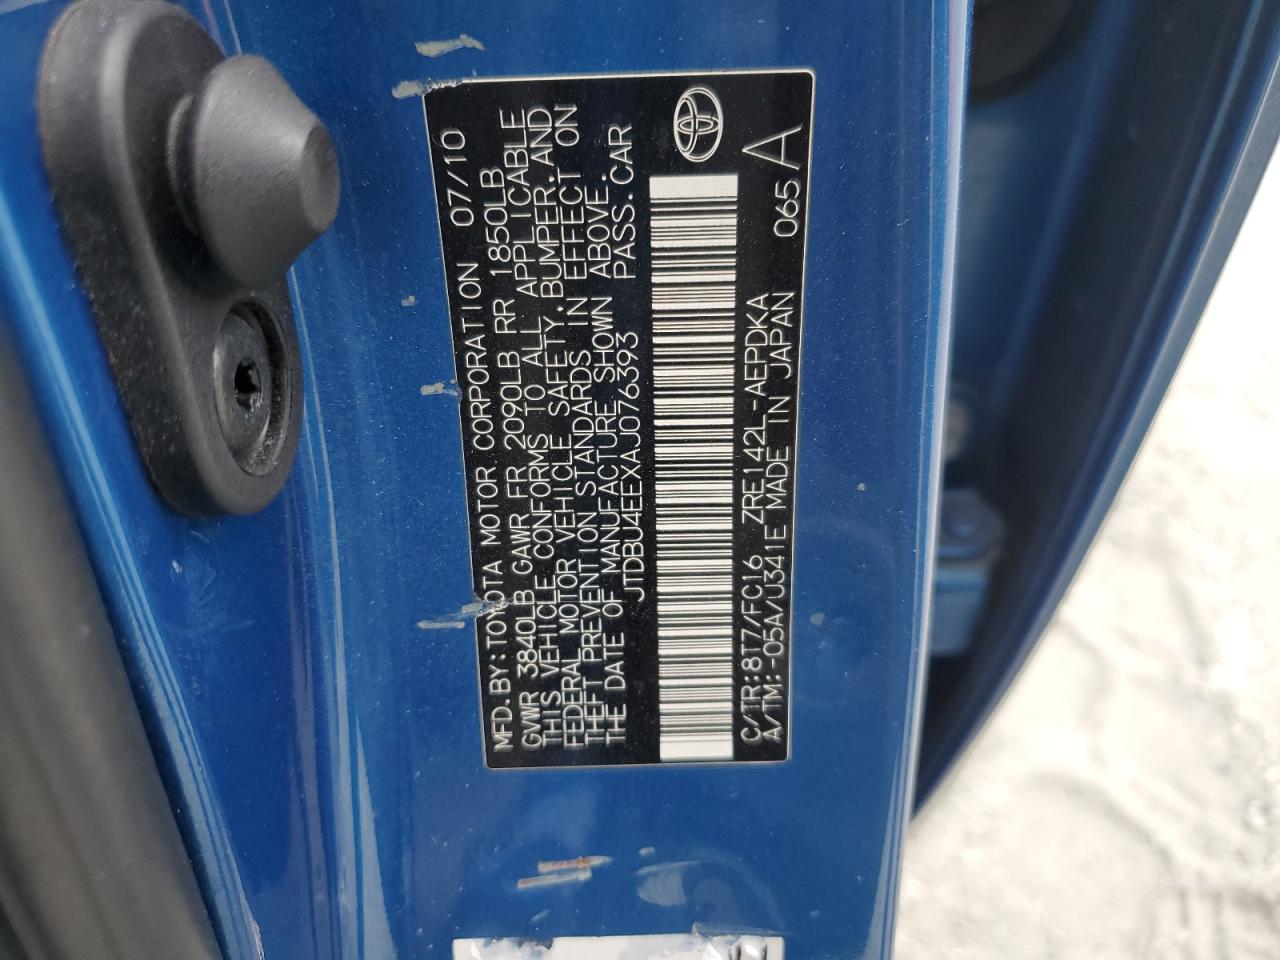 MFD.BY:TOYOTA MOTOR CORPORATION 07/10
GVWR 3840LB GAWR FR 2090LB RR 1850LB
THIS VEHICLE CONFORMS TO ALL APPLICABLE
FEDERAL MOTOR VEHICLE SAFETY,BUMPER,AND
THEFT PREVENTION STANDARDS IN EFFECT ON
THE DATE OF MANUFACTURE SHOWN ABOVE.
JTDBU4EEXAJ076393 PASS.CAR
C/TR:8T7/FC16 ZRE142L-AEPDKA 065 A
A/TM:-05A/U341E MADE IN JAPAN